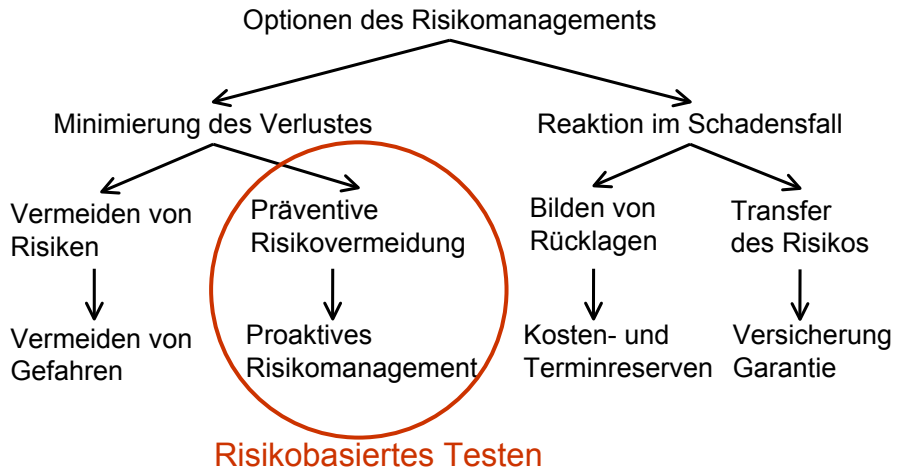 Optionen des Risikomanagements
Minimierung des Verlustes
Reaktion im Schadensfall
Vermeiden von
Risiken
Präventive
Risikovermeidung
Bilden von
Rücklagen
Transfer
des Risikos
Vermeiden von
Gefahren
Proaktives
Risikomanagement
Kosten- und
Terminreserven
Versicherung
Garantie
Risikobasiertes Testen